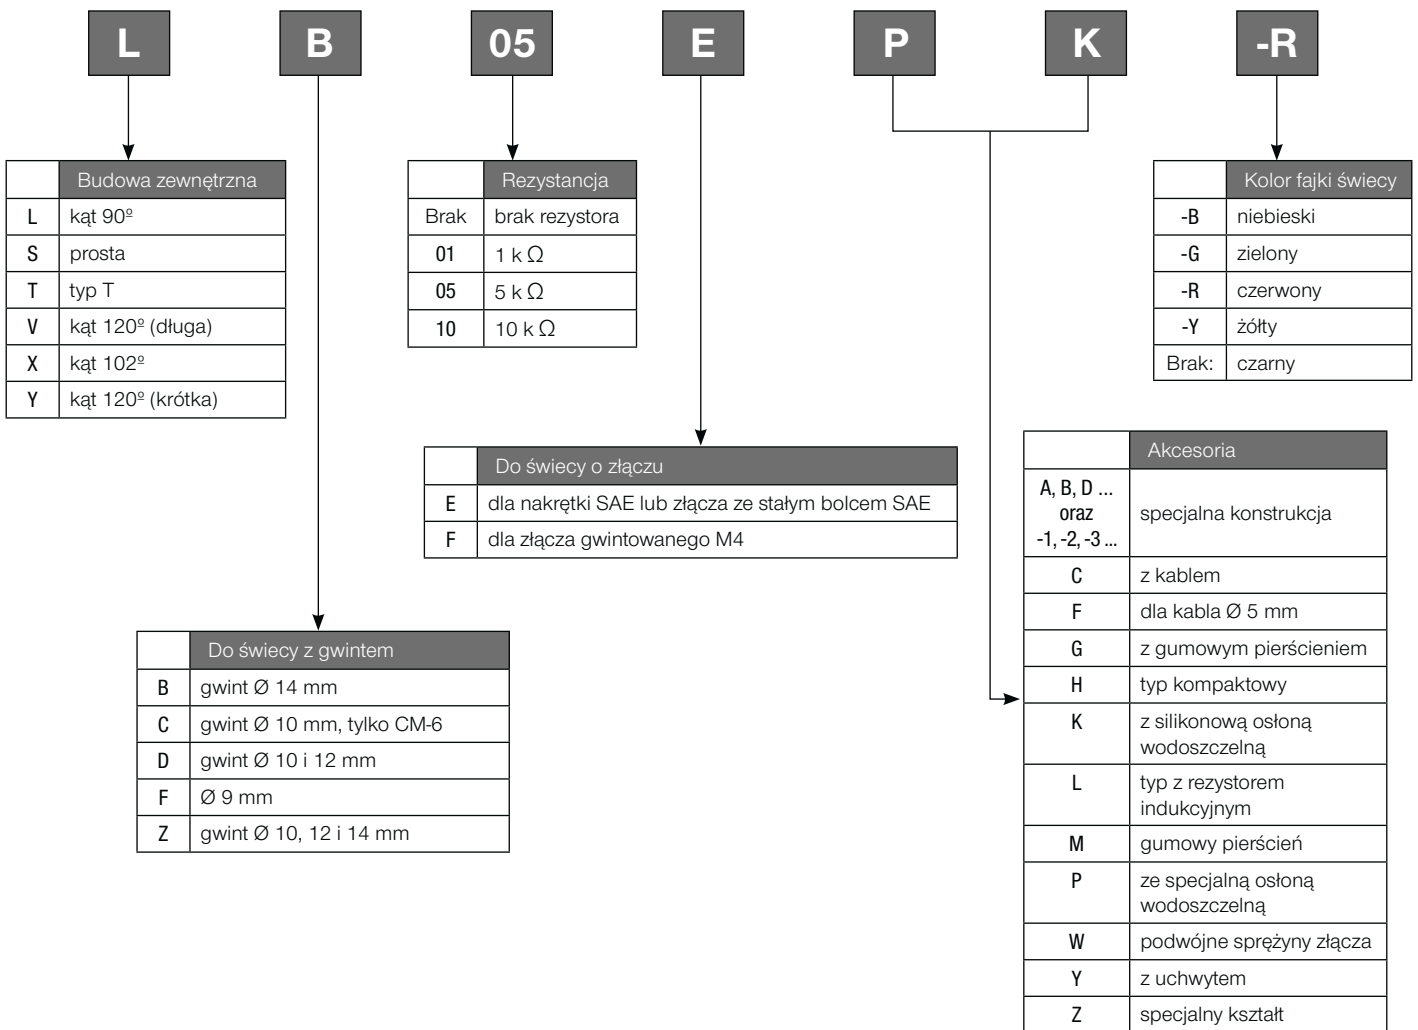 L B 05 E P K -R
Budowa zewnętrzna
L kąt 90º
S prosta
T typ T
V kąt 120º (długa)
X kąt 102º
Y kąt 120º (krótka)
Rezystancja
Brak brak rezystora
01 1 k Ω
05 5 k Ω
10 10 k Ω
Kolor fajki świecy
-B niebieski
-G zielony
-R czerwony
-Y żółty
Brak: czarny
Do świecy o złączu
E dla nakrętki SAE lub złącza ze stałym bolcem SAE
F dla złącza gwintowanego M4
Do świecy z gwintem
B gwint Ø 14 mm
C gwint Ø 10 mm, tylko CM-6
D gwint Ø 10 i 12 mm
F Ø 9 mm
Z gwint Ø 10, 12 i 14 mm
Akcesoria
A, B, D ...
oraz
-1, -2, -3 ...
specjalna konstrukcja
C z kablem
F dla kabla Ø 5 mm
G z gumowym pierścieniem
H typ kompaktowy
K z silikonową osłoną
wodoszczelną
L typ z rezystorem
indukcyjnym
M gumowy pierścień
P ze specjalną osłoną
wodoszczelną
W podwójne sprężyny złącza
Y z uchwytem
Z specjalny kształt